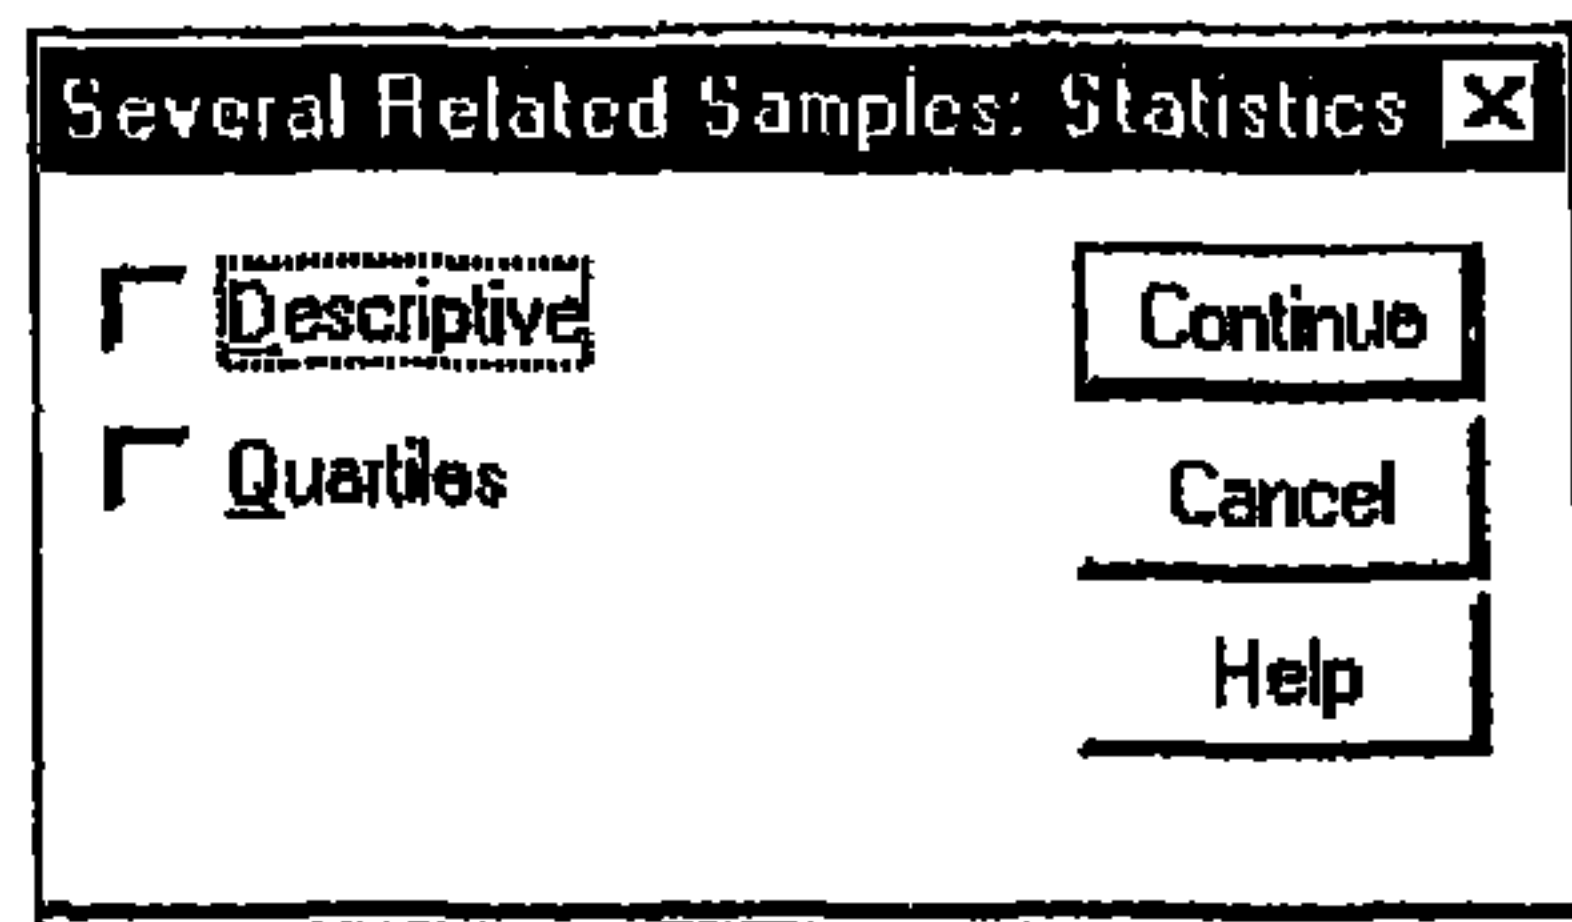 Several Related Samples: Statistics
Descriptive
Continue
Quartiles
Cancel
Help